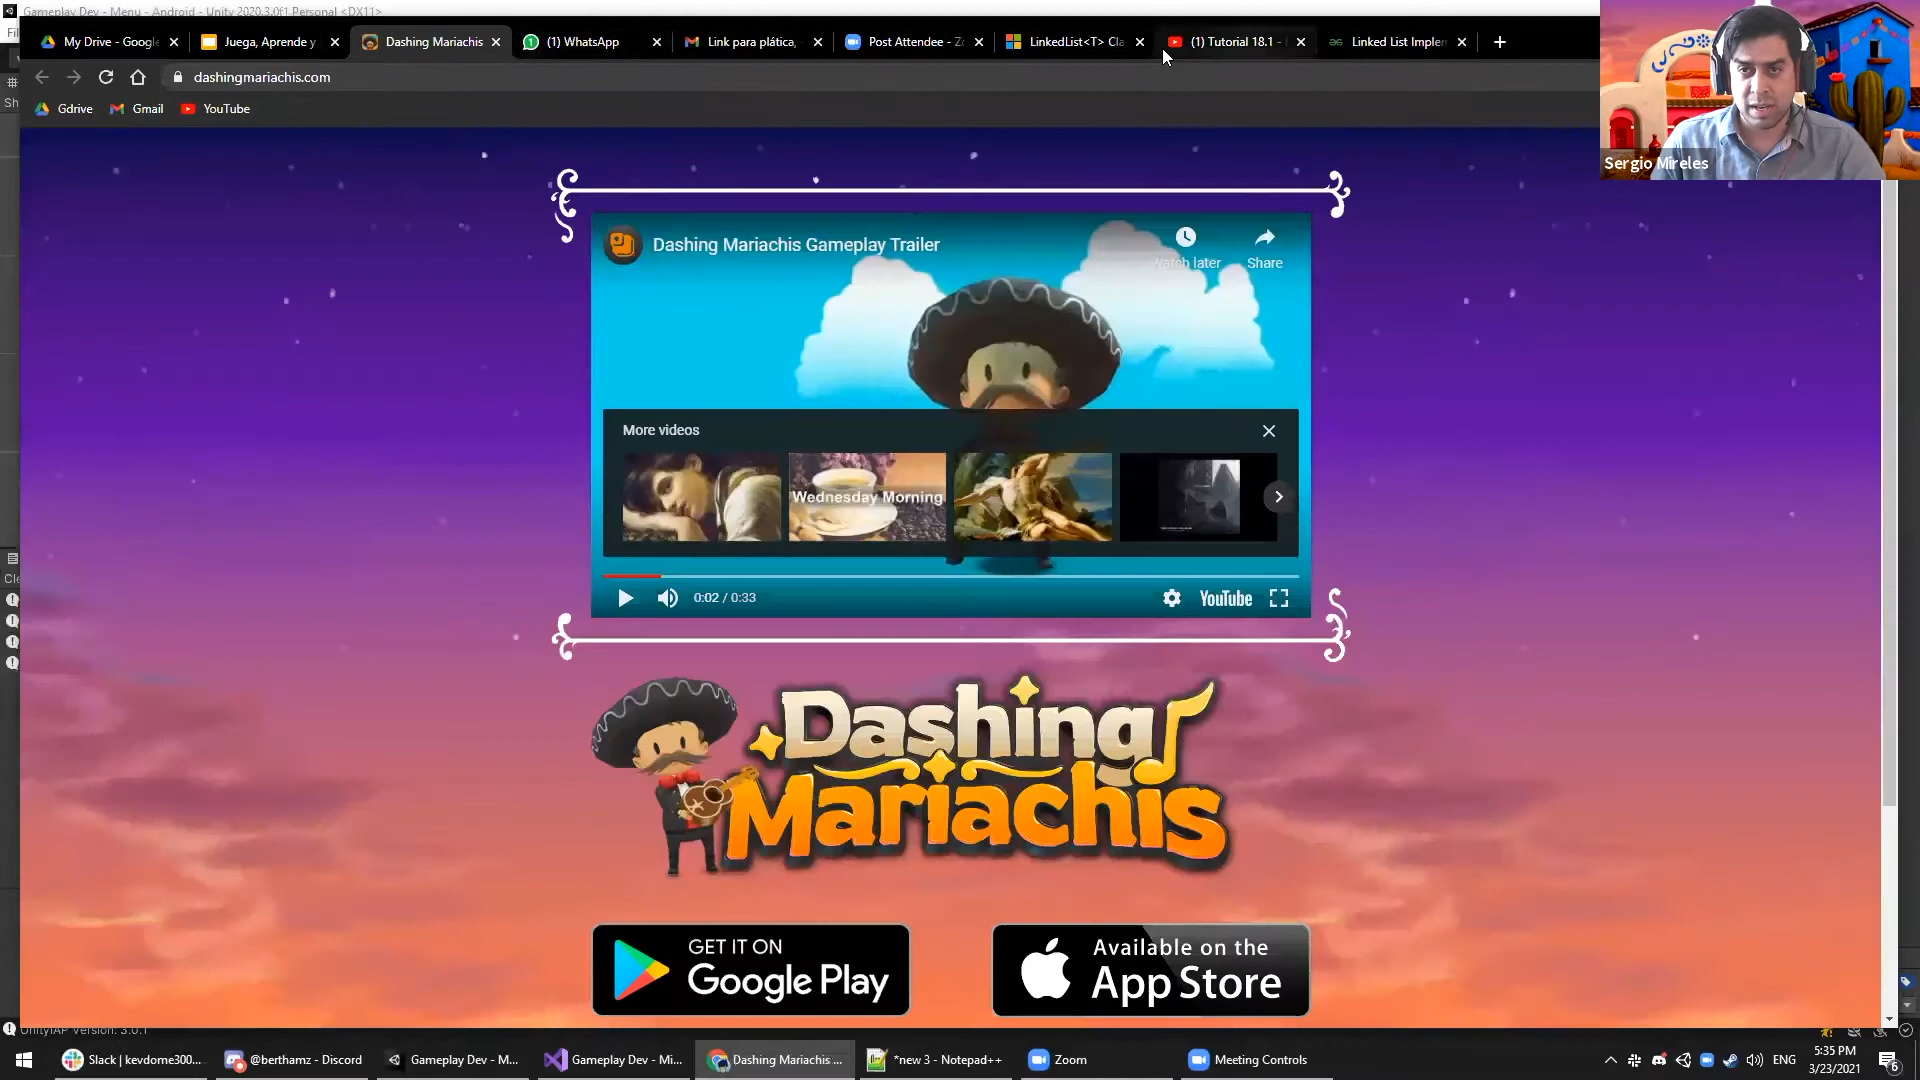 Gameplay Dev - Menu - Android - Unity 2020.3.0f1 Personal <DX11>
My Drive - Google
Juega, Aprende y
Dashing Mariachis
(1) WhatsApp
Link para plática,
Post Attendee - Zo
LinkedList<T> Cla
(1) Tutorial 18.1 -
Linked List Implem
dashingmariachis.com
Gdrive
Gmail
YouTube
Sergio Mireles
Dashing Mariachis Gameplay Trailer
Watch later
Share
More videos
Wednesday Morning
0:02 / 0:33
YouTube
Dashing
Mariachis
GET IT ON
Google Play
Available on the
App Store
UnityIAP Version: 3.0.1
Slack | kevdome300...
@berthamz - Discord
Gameplay Dev - M...
Gameplay Dev - Mi...
Dashing Mariachis ...
*new 3 - Notepad++
Zoom
Meeting Controls
ENG
5:35 PM
3/23/2021
6